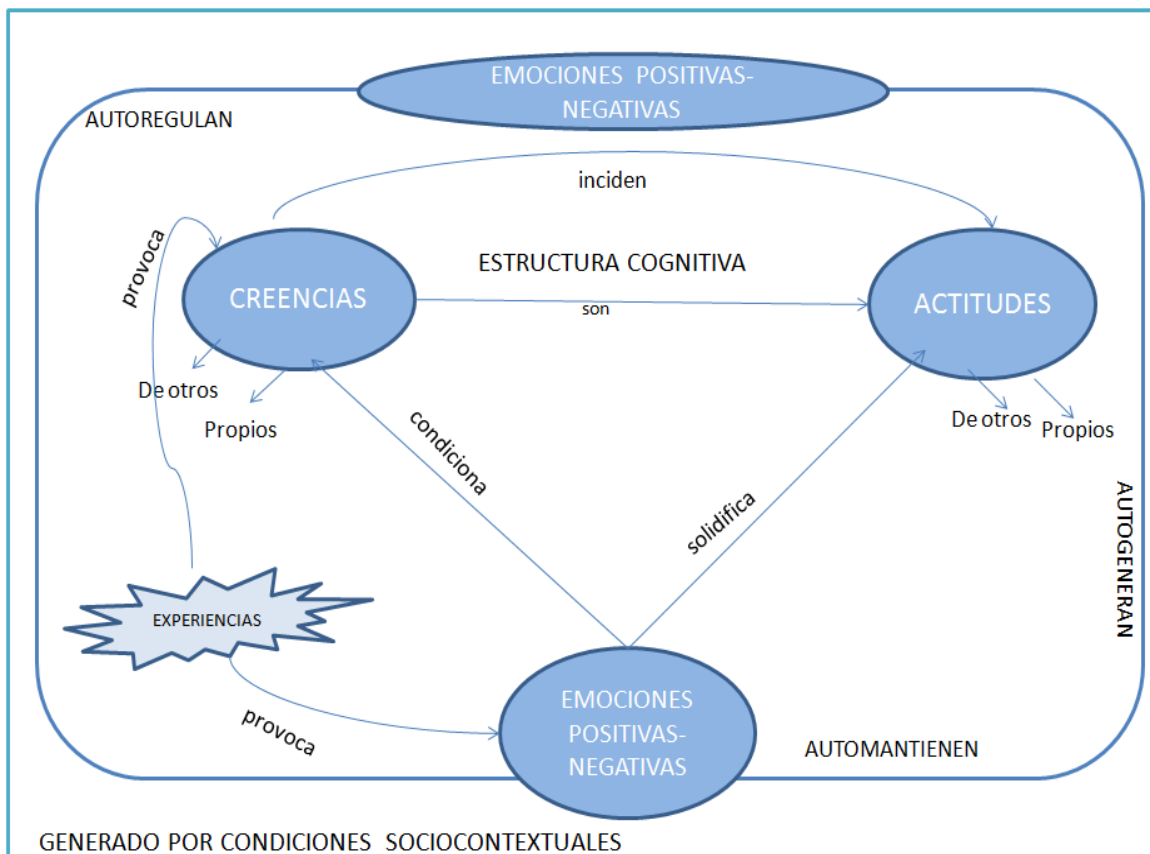 EMOCIONES POSITIVAS-
NEGATIVAS
AUTOREGULAN
inciden
provoca
ESTRUCTURA COGNITIVA
CREENCIAS
son
ACTITUDES
De otros
Propios
De otros
Propios
condiciona
solidifica
AUTOGENERAN
EXPERIENCIAS
provoca
EMOCIONES
POSITIVAS-
NEGATIVAS
AUTOMANTIENEN
GENERADO POR CONDICIONES SOCIOCONTEXTUALES